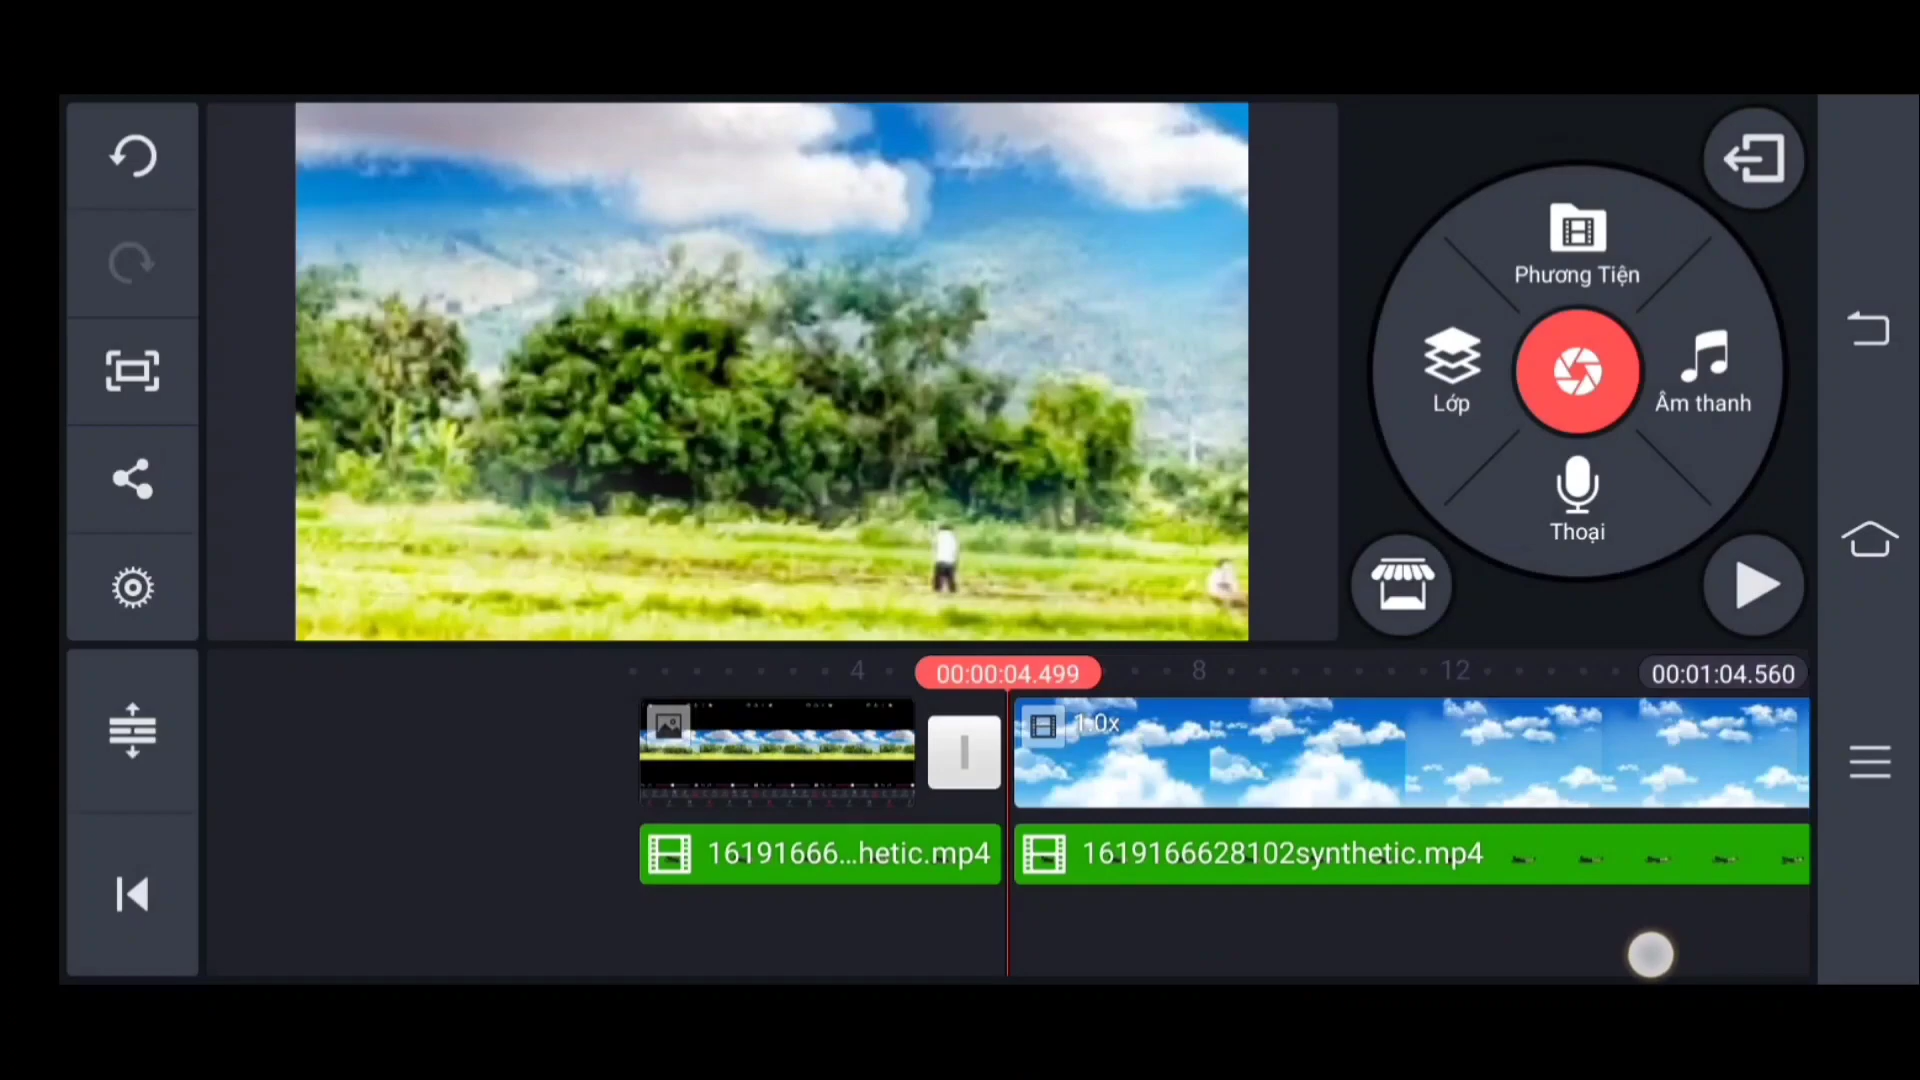 Phương Tiện
Lớp
Âm thanh
Thoại
4
00:00:04.499
8
12
00:01:04.560
1.0x
16191666...hetic.mp4
1619166628102synthetic.mp4